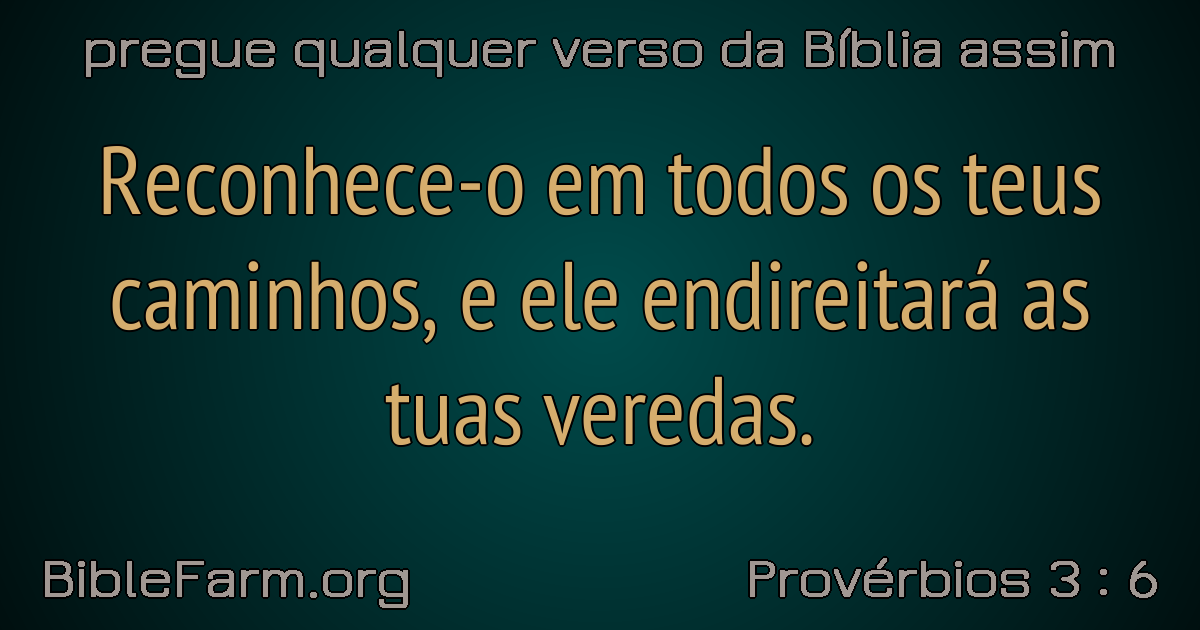 pregue qualquer verso da Bíblia assim
Reconhece-o em todos os teus
caminhos, e ele endireitará as
tuas veredas.
BibleFarm.org
Provérbios 3 : 6